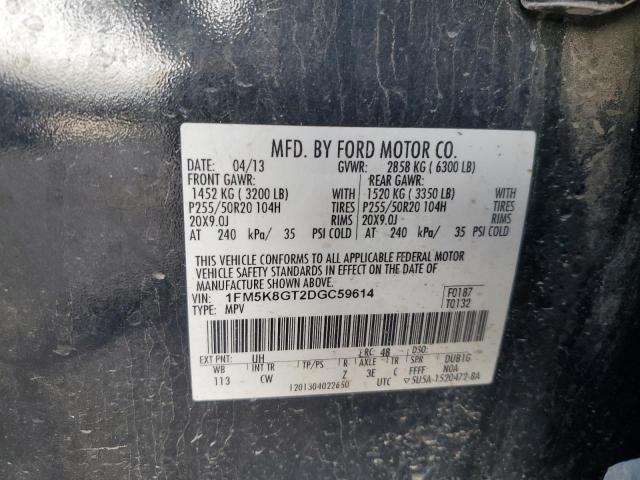 MFD. BY FORD MOTOR CO.
DATE: 04/13 GVWR: 2858 KG ( 6300 LB)
FRONT GAWR: REAR GAWR:
1452 KG ( 3200 LB) WITH 1520 KG ( 3350 LB) WITH
P255/50R20 104H TIRES P255/50R20 104H TIRES
20X9.0J RIMS 20X9.0J RIMS
AT 240 kPa/ 35 PSI COLD AT 240 kPa/ 35 PSI COLD
THIS VEHICLE CONFORMS TO ALL APPLICABLE FEDERAL MOTOR
VEHICLE SAFETY AND THEFT PREVENTION STANDARDS IN EFFECT ON THE DATE OF
MANUFACTURE SHOWN ABOVE.
VIN: 1FM5K8GT2DGC59614 F0187
TYPE: MPV T0132
EXT PNT: UH RC: 48 DSO:
WB INT TR TP/PS R AXLE TR SPR DUB1G
113 CW Z 3E C FFFF N0A
1201304022650 UTC ▽5U5A-1520472-BA